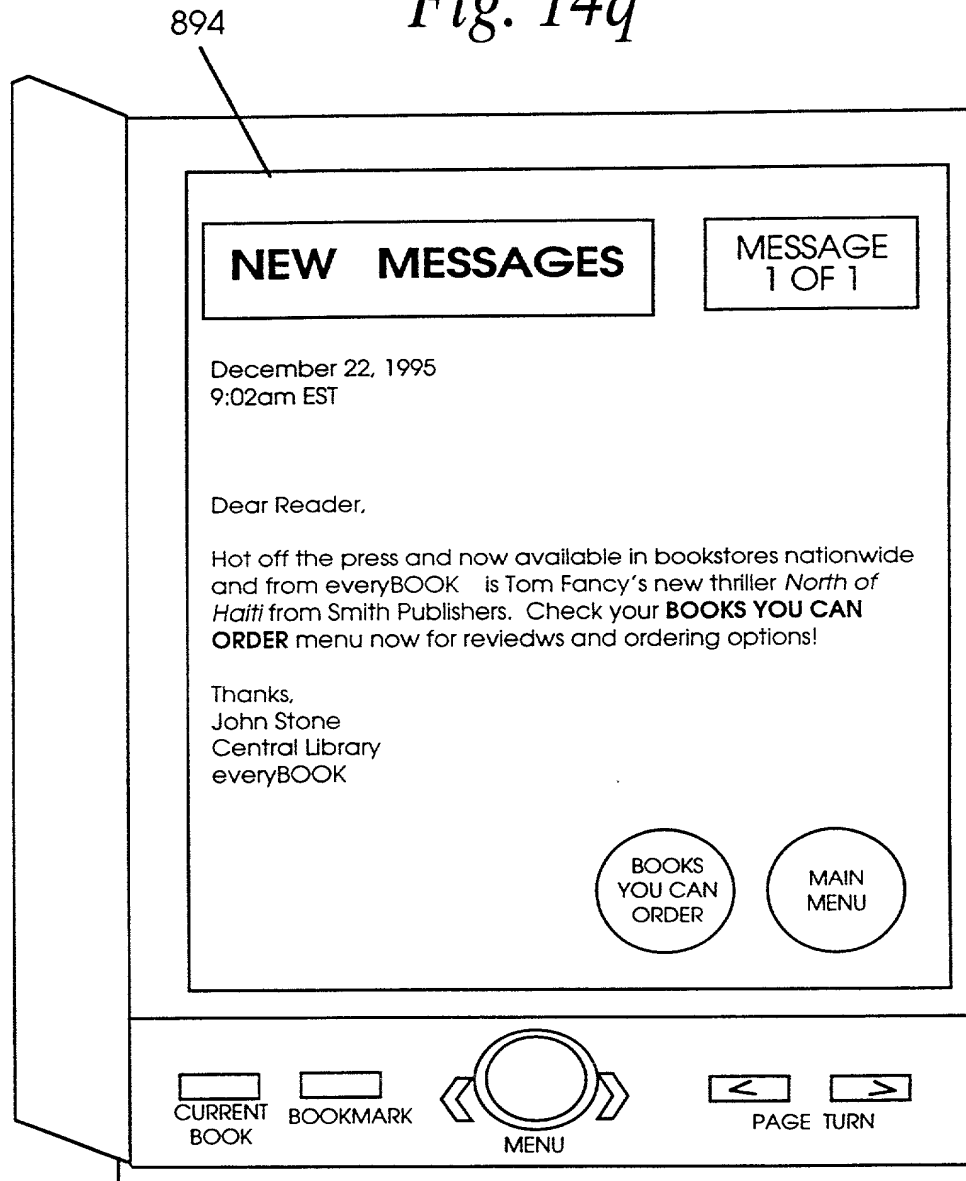 Fig. 14q
894
NEW MESSAGES
MESSAGE
1 OF 1
December 22, 1995
9:02am EST
Dear Reader,
Hot off the press and now available in bookstores nationwide
and from everyBOOK is Tom Fancy's new thriller North of
Haiti from Smith Publishers. Check your BOOKS YOU CAN
ORDER menu now for reviedws and ordering options!
Thanks,
John Stone
Central Library
everyBOOK
BOOKS
YOU CAN
ORDER
MAIN
MENU
CURRENT
BOOK
BOOKMARK
MENU
< >
PAGE TURN